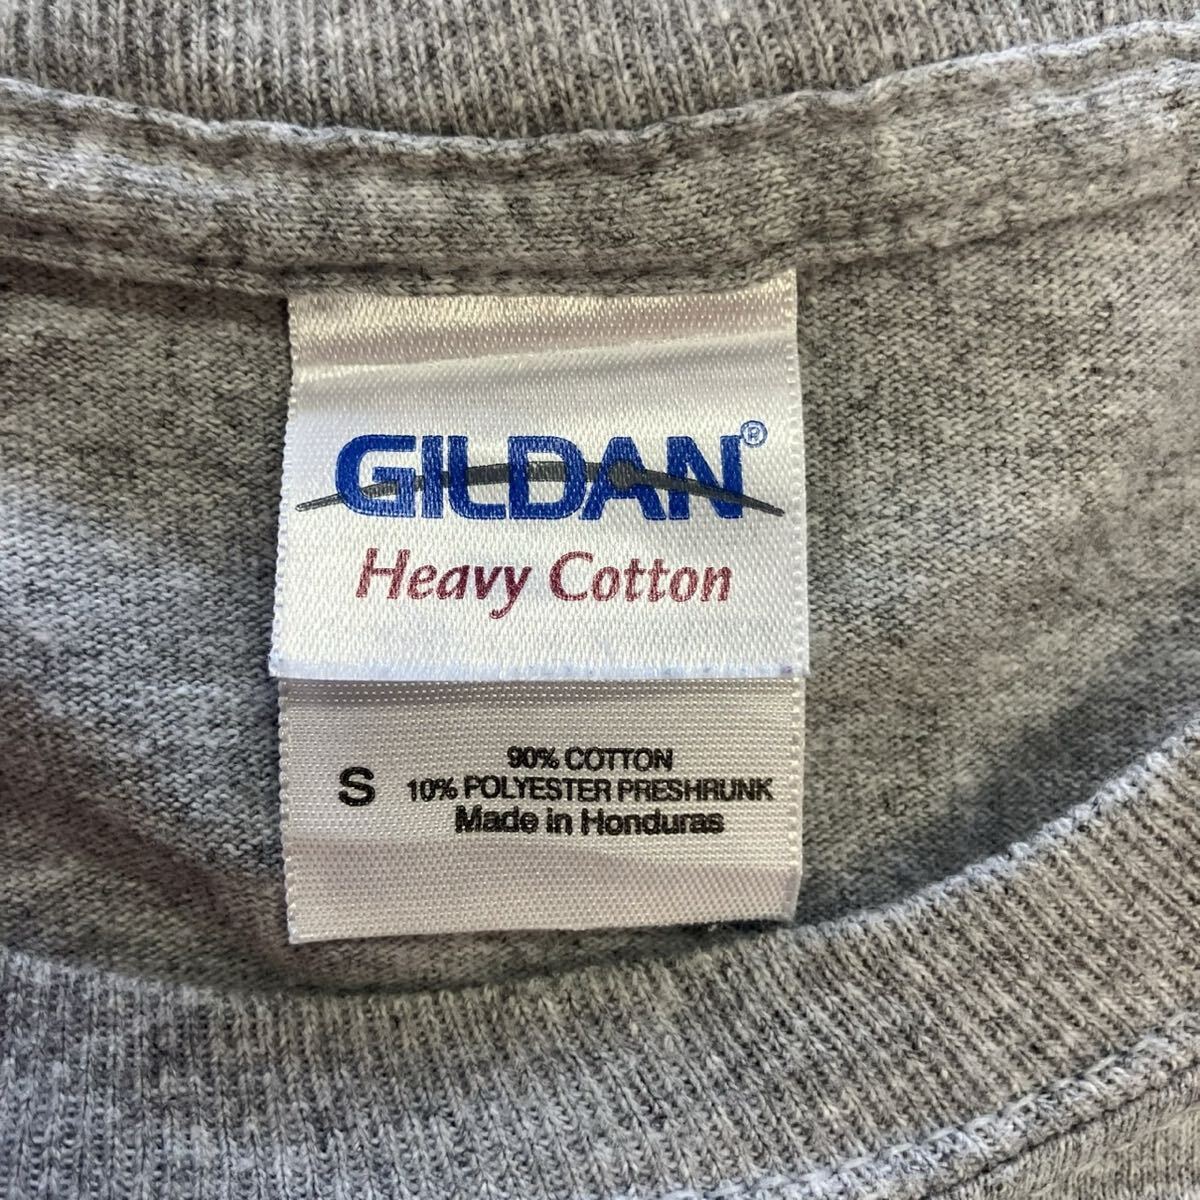 GILDAN®
Heavy Cotton
90% COTTON
S 10% POLYESTER PRESHRUNK
Made in Honduras